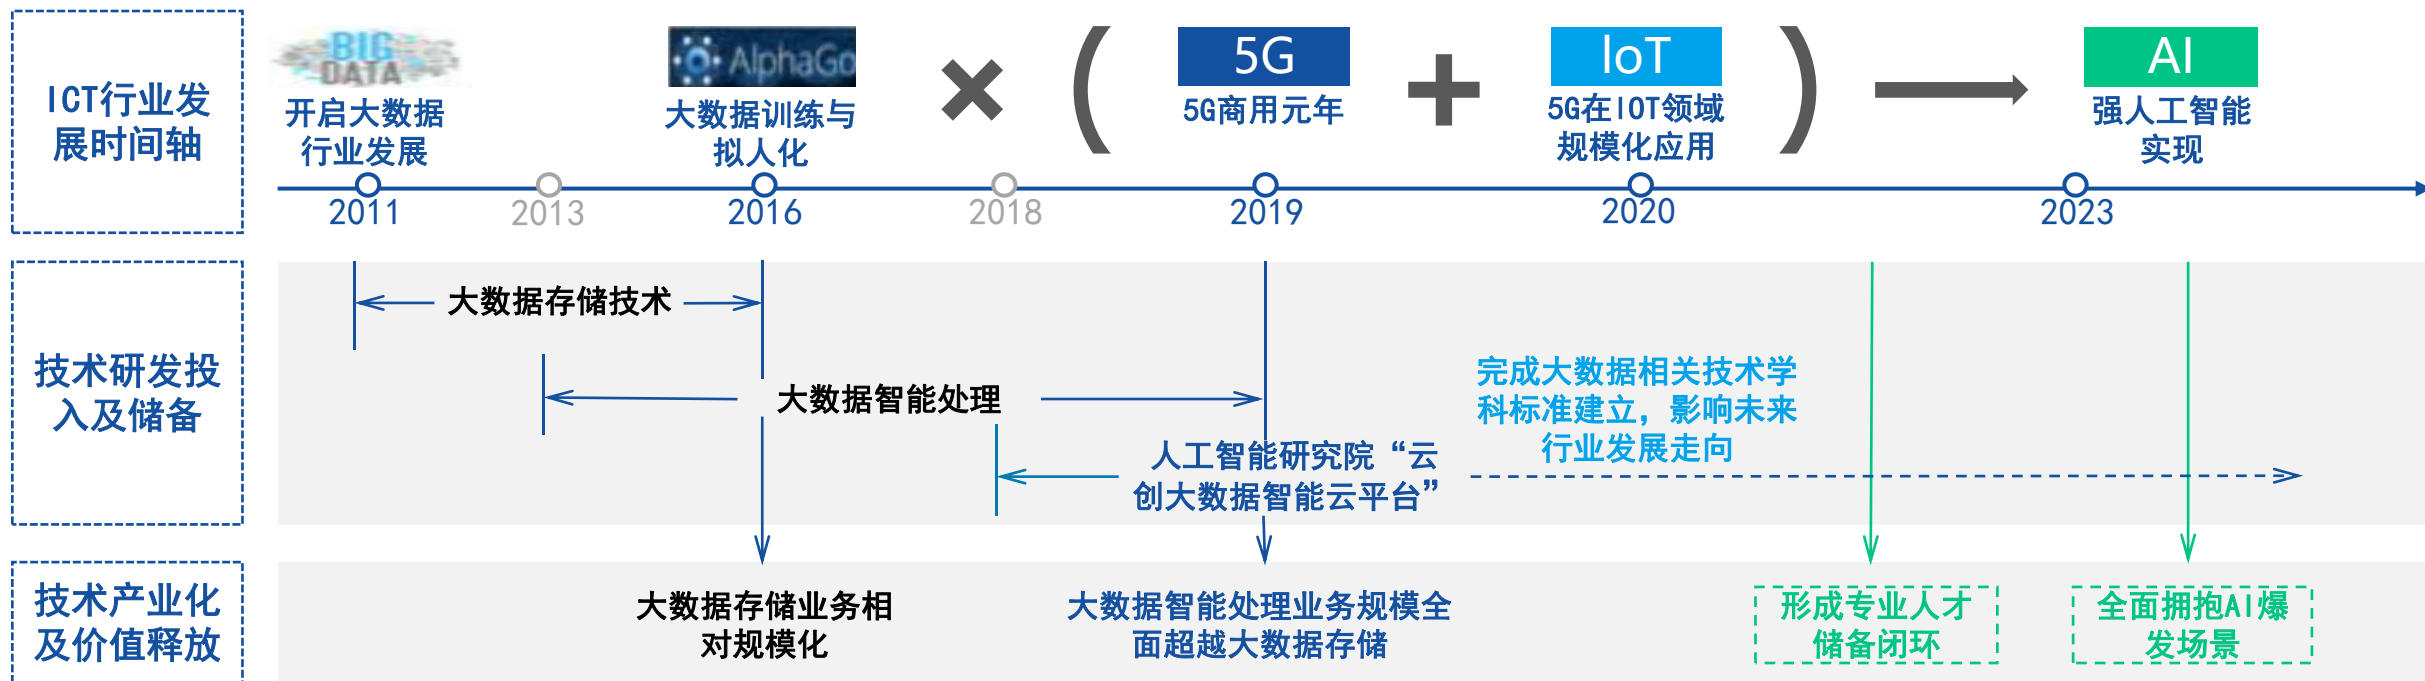 ICT行业发
展时间轴
BIG
DATA
开启大数据
行业发展
AlphaGo
大数据训练与
拟人化
×
(
5G
5G商用元年
+
IoT
5G在IOT领域
规模化应用
)
AI
强人工智能
实现
2011
2013
2016
2018
2019
2020
2023
技术研发投
入及储备
大数据存储技术
大数据智能处理
人工智能研究院“云
创大数据智能云平台”
完成大数据相关技术学
科标准建立，影响未来
行业发展走向
技术产业化
及价值释放
大数据存储业务相
对规模化
大数据智能处理业务规模全
面超越大数据存储
形成专业人才
储备闭环
全面拥抱AI爆
发场景